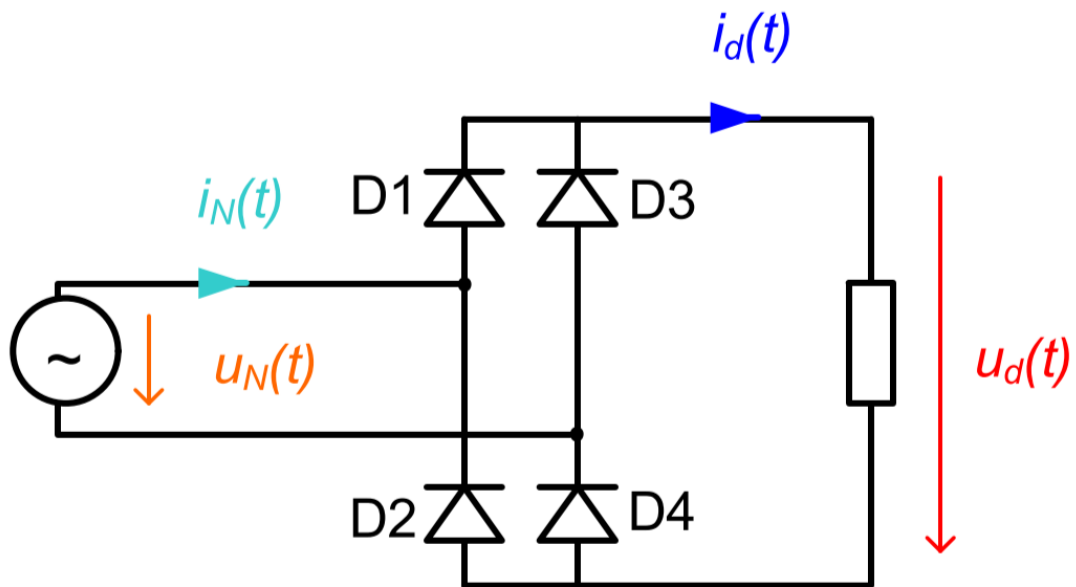 i_d(t)
D1
D3
i_N(t)
~
u_N(t)
u_d(t)
D2
D4